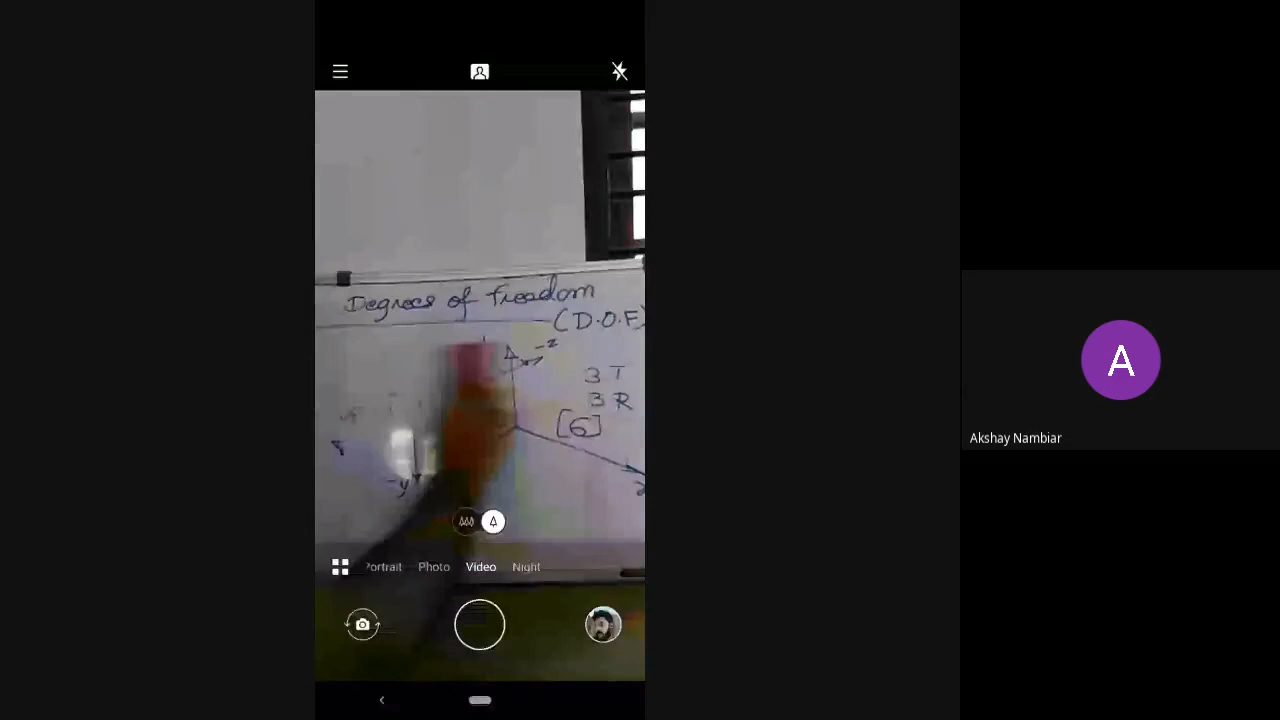 Degrees of freedom
(D.O.F)
-z
3 T
3 R
[6]
-y
Portrait Photo Video Night
A
Akshay Nambiar